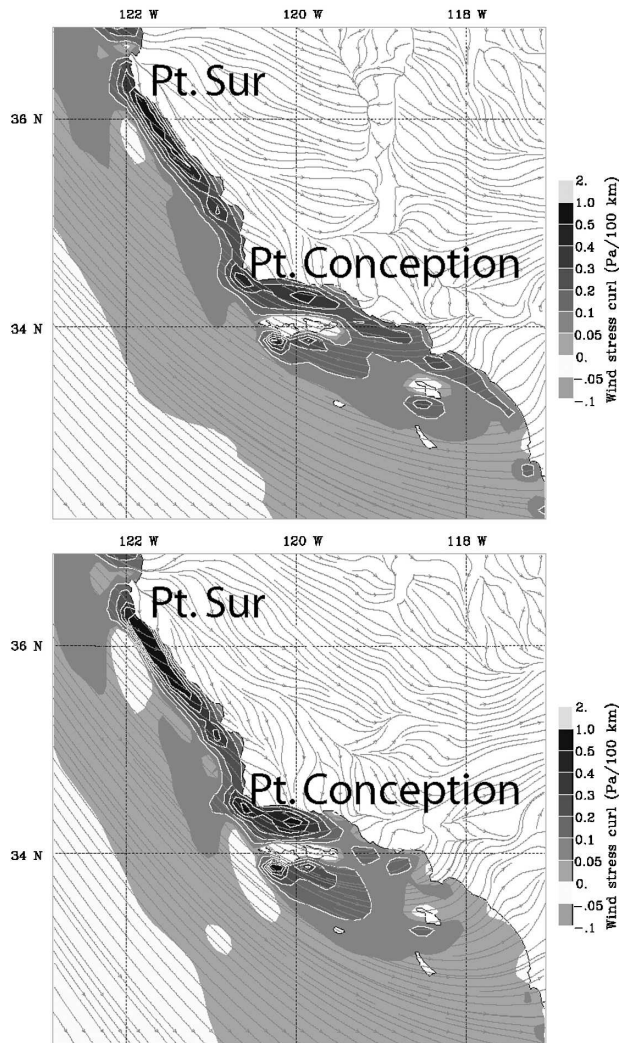 122 W 120 W 118 W
Pt. Sur
36 N
Pt. Conception
34 N
2.
1.0
0.5
0.4
0.3
0.2
0.1
0.05
0.
-.05
-.1
Wind stress curl (Pa/100 km)
122 W 120 W 118 W
Pt. Sur
36 N
Pt. Conception
34 N
2.
1.0
0.5
0.4
0.3
0.2
0.1
0.05
0.
-.05
-.1
Wind stress curl (Pa/100 km)